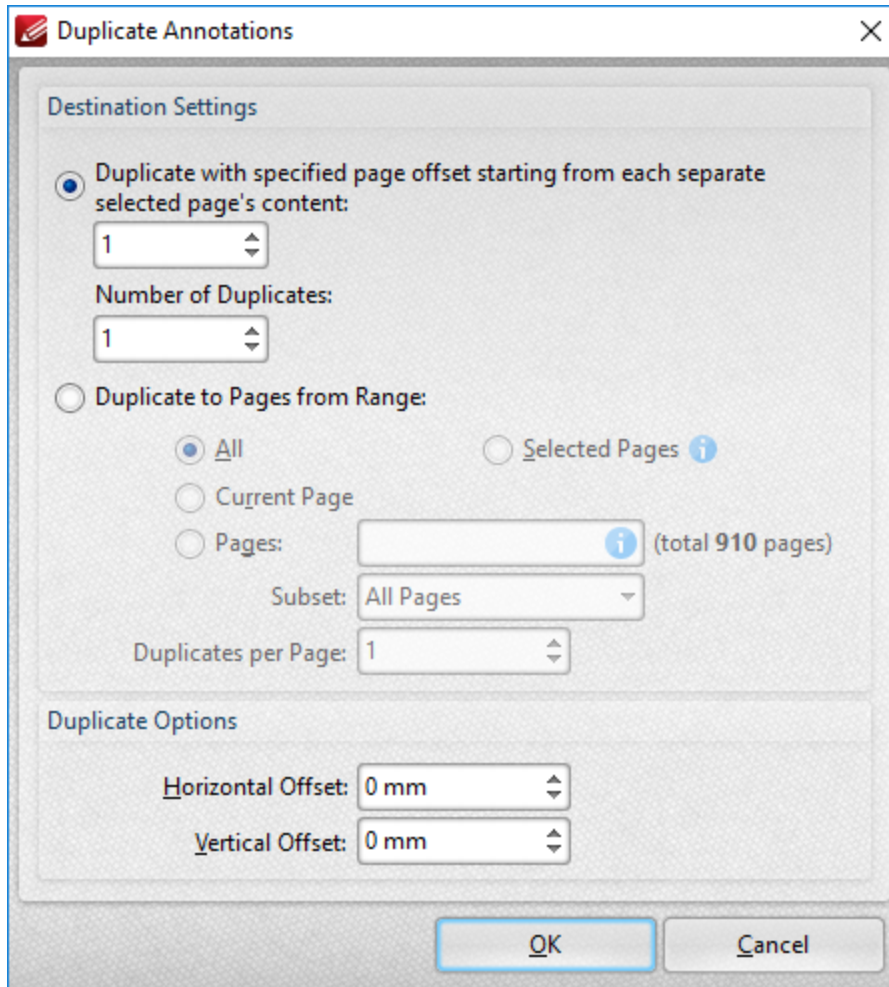 Duplicate Annotations
Destination Settings
Duplicate with specified page offset starting from each separate
selected page's content:
1
Number of Duplicates:
1
Duplicate to Pages from Range:
All
Selected Pages
Current Page
Pages:
(total 910 pages)
Subset: All Pages
Duplicates per Page: 1
Duplicate Options
Horizontal Offset: 0 mm
Vertical Offset: 0 mm
OK
Cancel